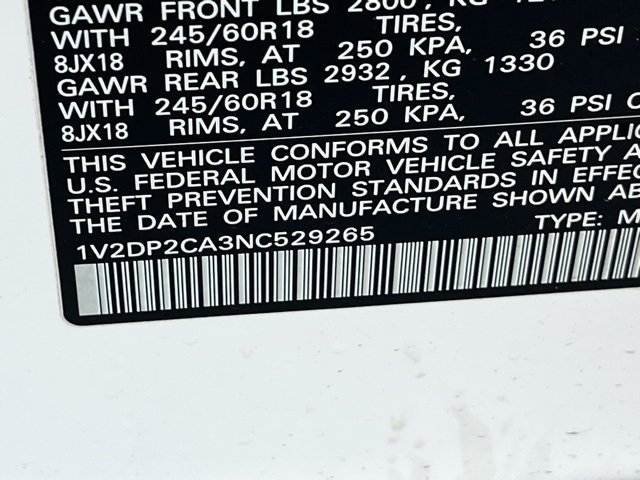 GAWR FRONT LBS 2800, KG
WITH 245/60R18 TIRES,
8JX18 RIMS, AT 250 KPA, 36 PSI
GAWR REAR LBS 2932, KG 1330
WITH 245/60R18 TIRES,
8JX18 RIMS, AT 250 KPA, 36 PSI
THIS VEHICLE CONFORMS TO ALL
U.S. FEDERAL MOTOR VEHICLE SAFETY
THEFT PREVENTION STANDARDS IN
THE DATE OF MANUFACTURE SHOWN
1V2DP2CA3NC529265 TYPE: